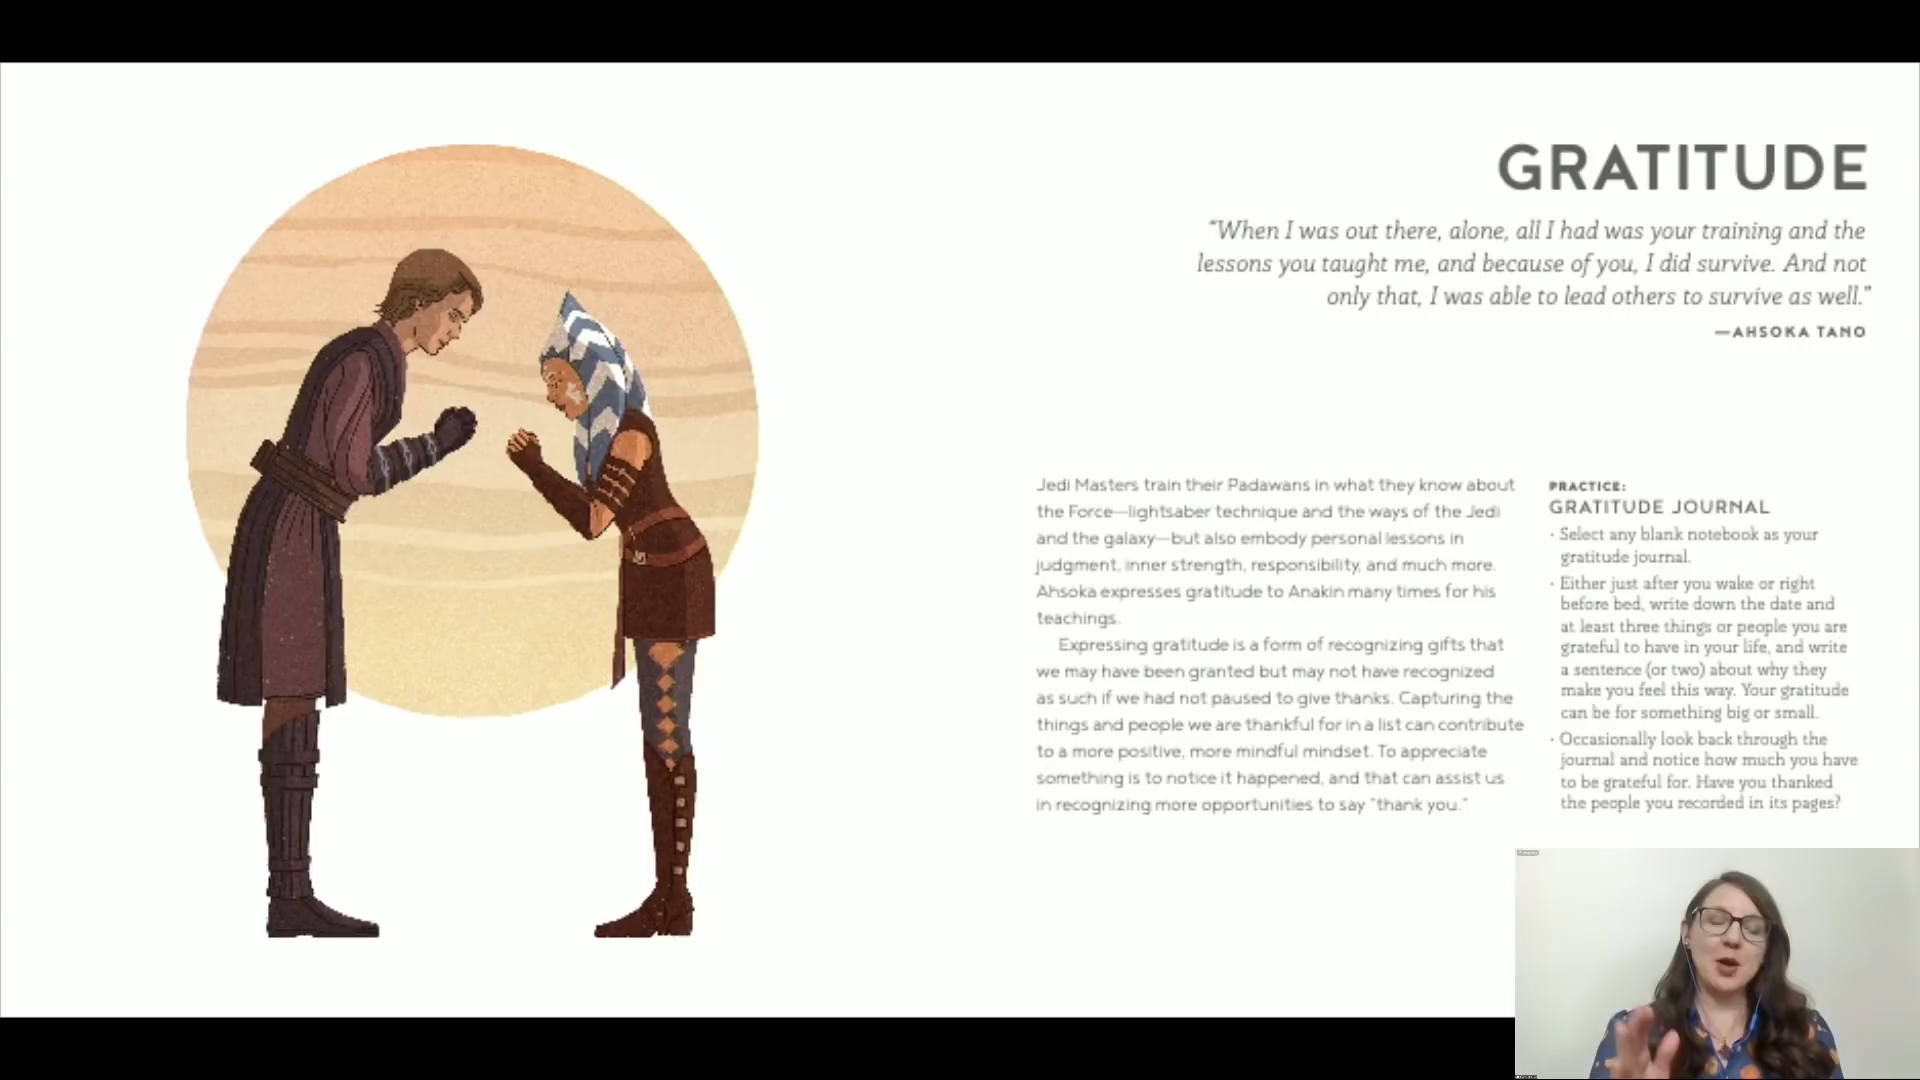 GRATITUDE
“When I was out there, alone, all I had was your training and the
lessons you taught me, and because of you, I did survive. And not
only that, I was able to lead others to survive as well.”
—AHSOKA TANO
Jedi Masters train their Padawans in what they know about
the Force—lightsaber technique and the ways of the Jedi
and the galaxy—but also embody personal lessons in
judgment, inner strength, responsibility, and much more.
Ahsoka expresses gratitude to Anakin many times for his
teachings.
Expressing gratitude is a form of recognizing gifts that
we may have been granted but may not have recognized
as such if we had not paused to give thanks. Capturing the
things and people we are thankful for in a list can contribute
to a more positive, more mindful mindset. To appreciate
something is to notice it happened, and that can assist us
in recognizing more opportunities to say “thank you.”
PRACTICE:
GRATITUDE JOURNAL
· Select any blank notebook as your
gratitude journal.
· Either just after you wake or right
before bed, write down the date and
at least three things or people you are
grateful to have in your life, and write
a sentence (or two) about why they
make you feel this way. Your gratitude
can be for something big or small.
· Occasionally look back through the
journal and notice how much you have
to be grateful for. Have you thanked
the people you recorded in its pages?